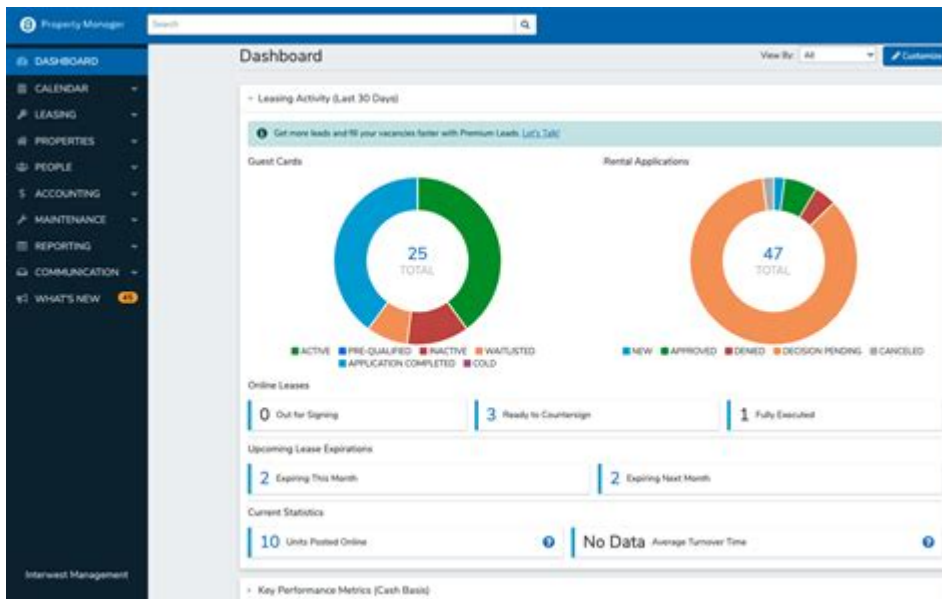 Property Manager
Search
DASHBOARD
CALENDAR
LEASING
PROPERTIES
PEOPLE
$ ACCOUNTING
MAINTENANCE
REPORTING
COMMUNICATION
WHAT'S NEW 45
Interwest Management
Dashboard
View By: All
Customize
Leasing Activity (Last 30 Days)
Get more leads and fill your vacancies faster with Premium Leads. Let's Talk!
Guest Cards
25
TOTAL
ACTIVE PRE-QUALIFIED INACTIVE WAITLISTED
APPLICATION COMPLETED COLD
Rental Applications
47
TOTAL
NEW APPROVED DENIED DECISION PENDING CANCELED
Online Leases
0 Out for Signing
3 Ready to Countersign
1 Fully Executed
Upcoming Lease Expirations
2 Expiring This Month
2 Expiring Next Month
Current Statistics
10 Units Posted Online ?
No Data Average Turnover Time ?
Key Performance Metrics (Cash Basis)